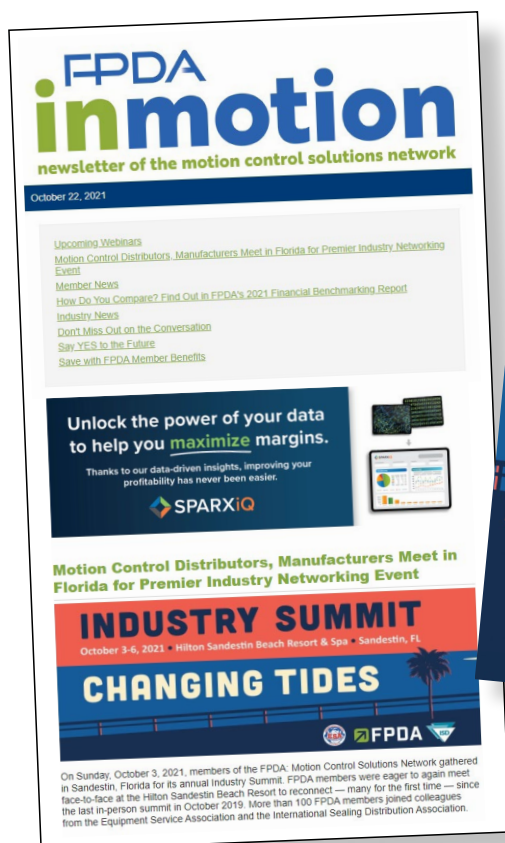 FPDA
inmotion
newsletter of the motion control solutions network
October 22, 2021
Upcoming Webinars
Motion Control Distributors, Manufacturers Meet in Florida for Premier Industry Networking
Event
Member News
How Do You Compare? Find Out in FPDA's 2021 Financial Benchmarking Report
Industry News
Don't Miss Out on the Conversation
Say YES to the Future
Save with FPDA Member Benefits
Unlock the power of your data
to help you maximize margins.
Thanks to our data-driven insights, improving your
profitability has never been easier.
SPARXiQ
Motion Control Distributors, Manufacturers Meet in
Florida for Premier Industry Networking Event
INDUSTRY SUMMIT
October 3-6, 2021 • Hilton Sandestin Beach Resort & Spa • Sandestin, FL
CHANGING TIDES
FPDA
ISD
On Sunday, October 3, 2021, members of the FPDA: Motion Control Solutions Network gathered
in Sandestin, Florida for its annual Industry Summit. FPDA members were eager to again meet
face-to-face at the Hilton Sandestin Beach Resort to reconnect — many for the first time — since
the last in-person summit in October 2019. More than 100 FPDA members joined colleagues
from the Equipment Service Association and the International Sealing Distribution Association.